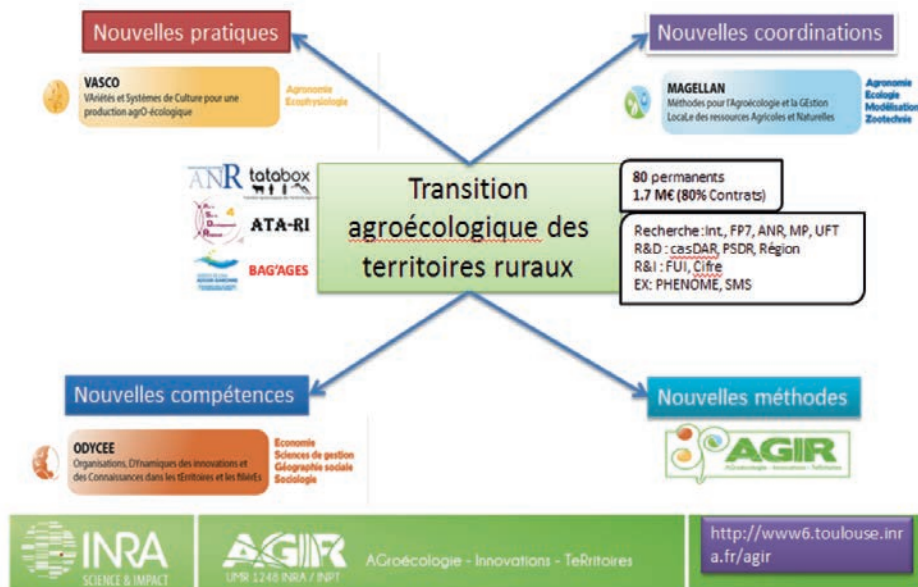 Nouvelles pratiques
Nouvelles coordinations
VASCO
VAriétés et Systèmes de Culture pour une
production agrO-écologique
Agronomie
Ecophysiologie
MAGELLAN
Méthodes pour l'Agroécologie et la GEstion
LocaLe des ressources Agricoles et Naturelles
Agronomie
Ecologie
Modélisation
Zootechnie
ANR
tatabox
ATA-RI
BAG'AGES
Transition
agroécologique des
territoires ruraux
80 permanents
1.7 M€ (80% Contrats)
Recherche : Int., FP7, ANR, MP, UFT
R&D : casDAR, PSDR, Région
R&I : FUI, Cifre
EX: PHENOME, SMS
Nouvelles compétences
Nouvelles méthodes
ODYCEE
Organisations, DYnamiques des innovations et
des Connaissances dans les tErritoires et les filièrEs
Economie
Sciences de gestion
Géographie sociale
Sociologie
AGIR
AGroécologie - Innovations - TeRritoires
INRA
SCIENCE & IMPACT
AGIR
UMR 1248 INRA / INPT
AGroécologie - Innovations - TeRritoires
http://www6.toulouse.inr
a.fr/agir